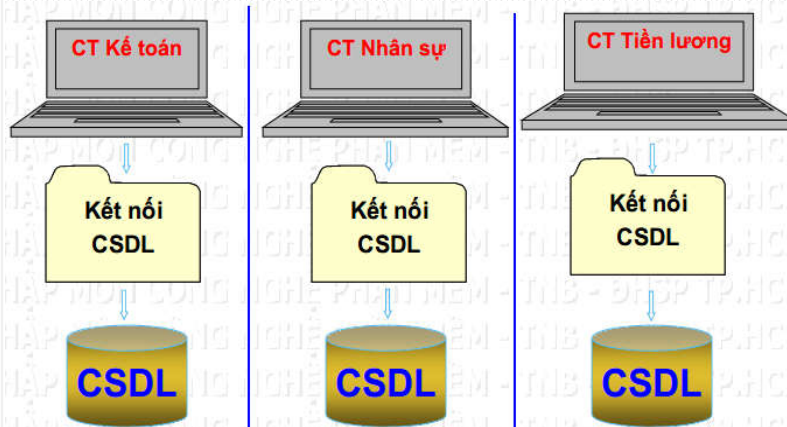 CT Kế toán
CT Nhân sự
CT Tiền lương
Kết nối
CSDL
Kết nối
CSDL
Kết nối
CSDL
CSDL
CSDL
CSDL